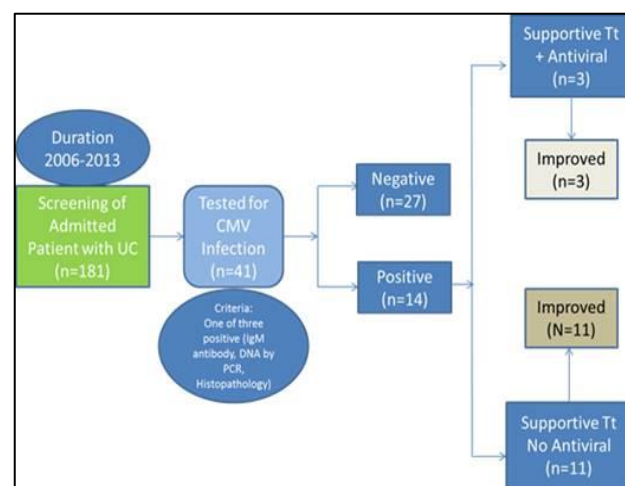 Duration
2006-2013
Screening of
Admitted
Patient with UC
(n=181)
Tested for
CMV
Infection
(n=41)
Criteria:
One of three
positive (IgM
antibody, DNA by
PCR,
Histopathology)
Negative
(n=27)
Positive
(n=14)
Supportive Tt
+ Antiviral
(n=3)
Improved
(n=3)
Improved
(N=11)
Supportive Tt
No Antiviral
(n=11)